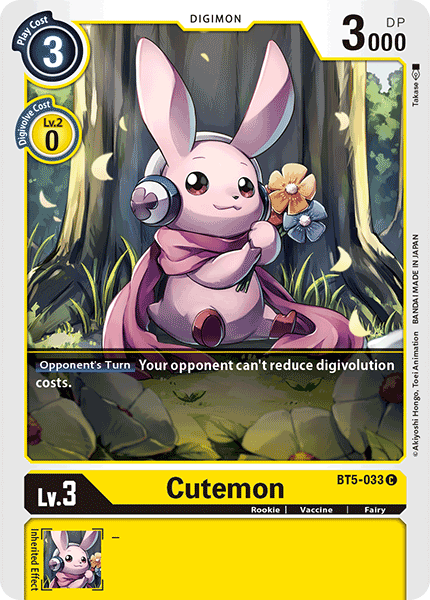 DIGIMON
Play Cost
3
3000
DP
Digivolve Cost
Lv.2
0
Takase
©Akiyoshi Hongo, Toei Animation BANDAI MADE IN JAPAN
Opponent's Turn Your opponent can't reduce digivolution
costs.
Lv.3
Cutemon
BT5-033 C
Rookie | Vaccine | Fairy
Inherited Effect
–